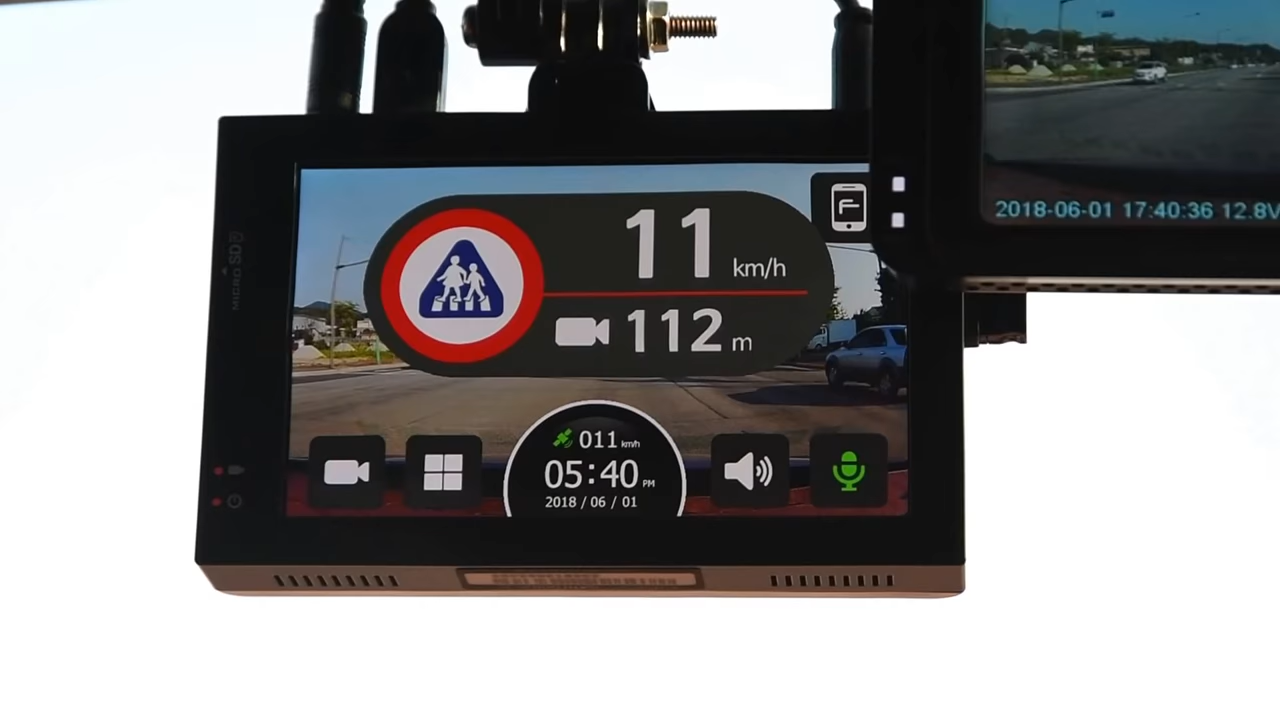 2018-06-01 17:40:36 12.8V
MICRO SD
11 km/h
112 m
011 km/h
05:40 PM
2018 / 06 / 01